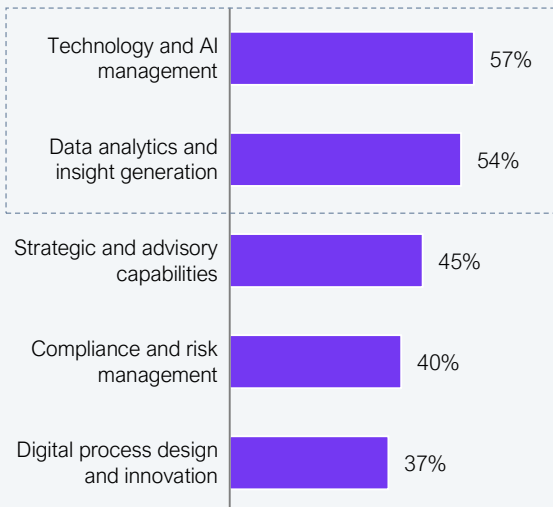 Technology and AI
management
57%
Data analytics and
insight generation
54%
Strategic and advisory
capabilities
45%
Compliance and risk
management
40%
Digital process design
and innovation
37%